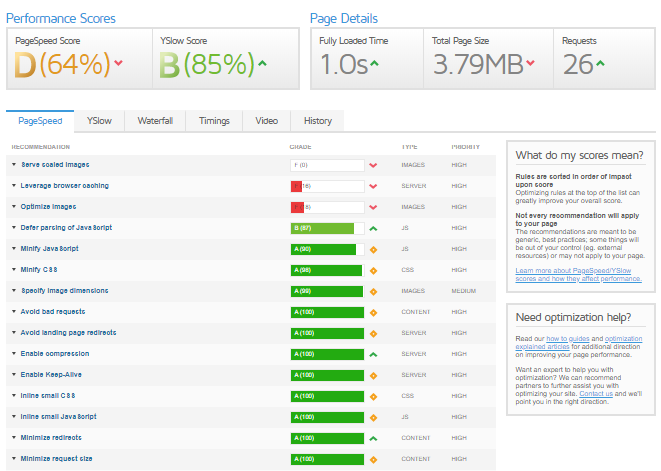 Performance Scores
Page Details
PageSpeed Score
D (64%)
YSlow Score
B (85%)
Fully Loaded Time
1.0s
Total Page Size
3.79MB
Requests
26
PageSpeed
YSlow
Waterfall
Timings
Video
History
RECOMMENDATION GRADE TYPE PRIORITY
Serve scaled images F (0) IMAGES HIGH
Leverage browser caching SERVER HIGH
Optimize images IMAGES HIGH
Defer parsing of JavaScript B (87) JS HIGH
Minify JavaScript A (90) JS HIGH
Minify CSS A (98) CSS HIGH
Specify image dimensions A (99) IMAGES MEDIUM
Avoid bad requests A (100) CONTENT HIGH
Avoid landing page redirects A (100) SERVER HIGH
Enable compression A (100) SERVER HIGH
Enable Keep-Alive A (100) SERVER HIGH
Inline small CSS A (100) CSS HIGH
Inline small JavaScript A (100) JS HIGH
Minimize redirects A (100) CONTENT HIGH
Minimize request size A (100) CONTENT HIGH
What do my scores mean?
Rules are sorted in order of impact
upon score
Optimizing rules at the top of the list can
greatly improve your overall score.
Not every recommendation will apply
to your page
The recommendations are meant to be
generic, best practices; some things will
be out of your control (eg. external
resources) or may not apply to your page.
Learn more about PageSpeed/YSlow
scores and how they affect performance.
Need optimization help?
Read our how to guides and optimization
explained articles for additional direction
on improving your page performance.
Want an expert to help you with
optimization? We can recommend
partners to further assist you with
optimizing your site. Contact us and we'll
point you in the right direction.